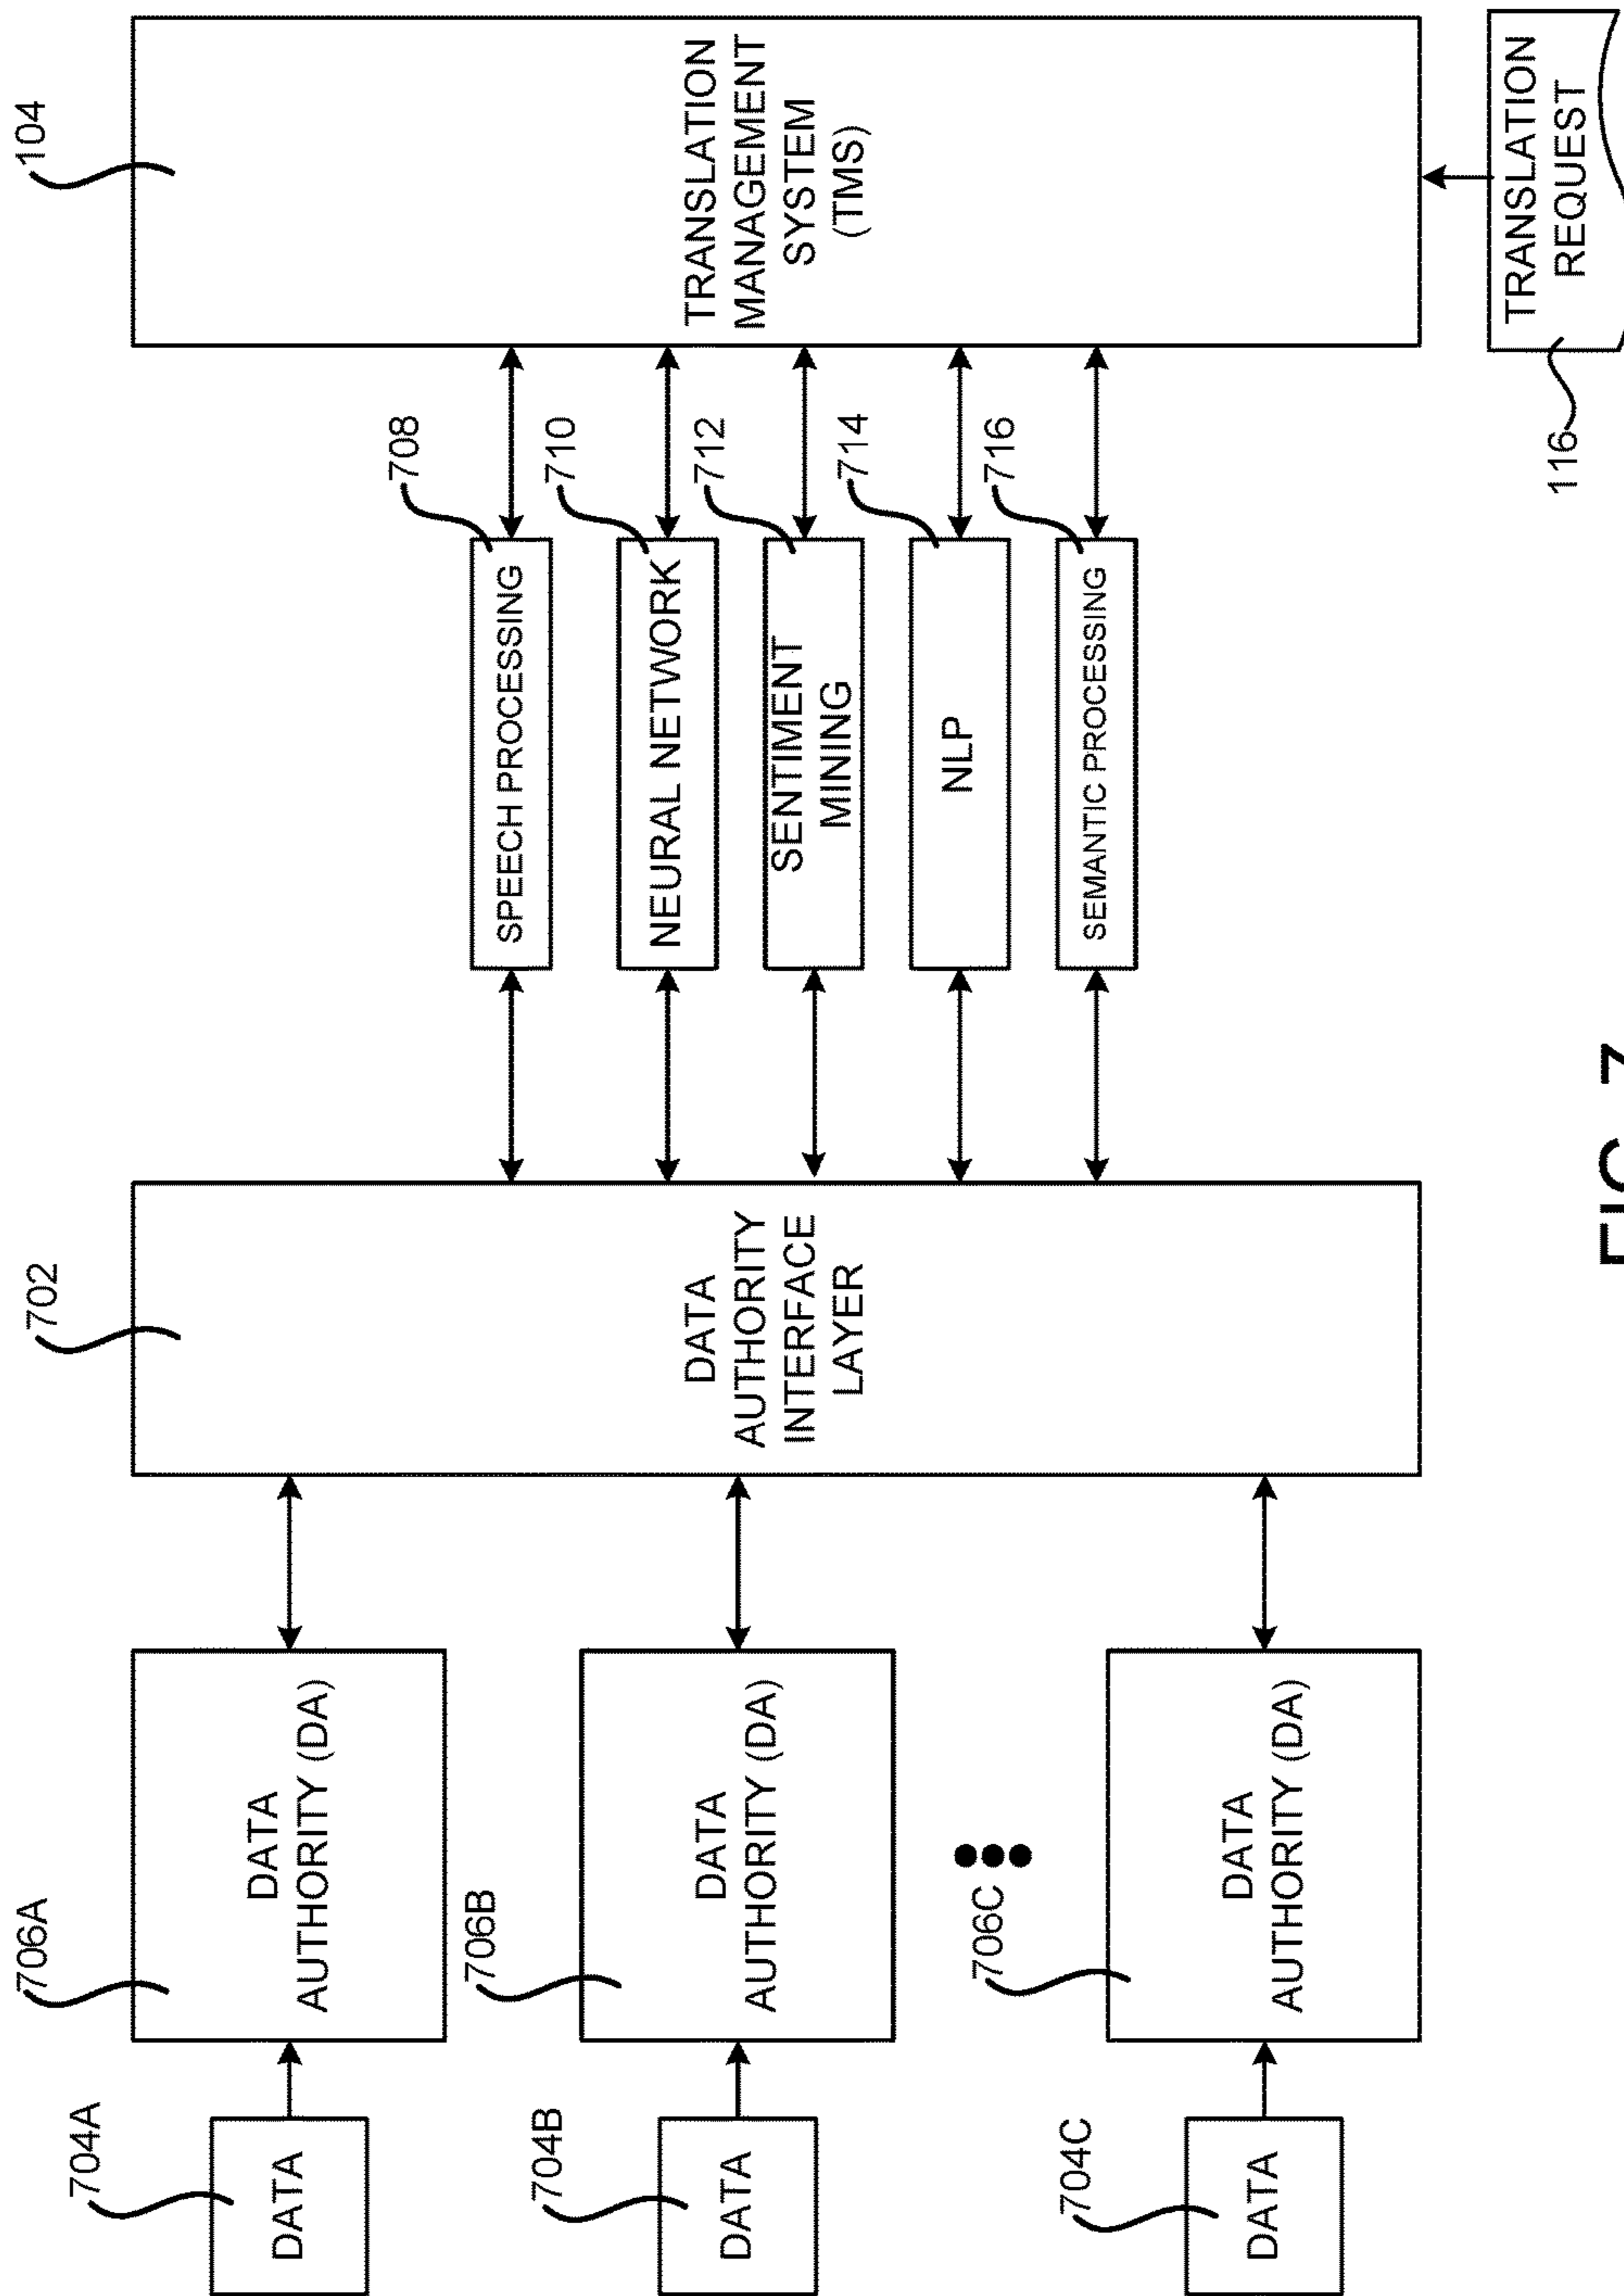 704A
DATA
704B
DATA
704C
DATA
706A
DATA
AUTHORITY (DA)
706B
DATA
AUTHORITY (DA)
706C
DATA
AUTHORITY (DA)
702
DATA
AUTHORITY
INTERFACE
LAYER
708
SPEECH PROCESSING
710
NEURAL NETWORK
712
SENTIMENT
MINING
714
NLP
716
SEMANTIC PROCESSING
104
TRANSLATION
MANAGEMENT
SYSTEM
(TMS)
116
TRANSLATION
REQUEST
FIG. 7